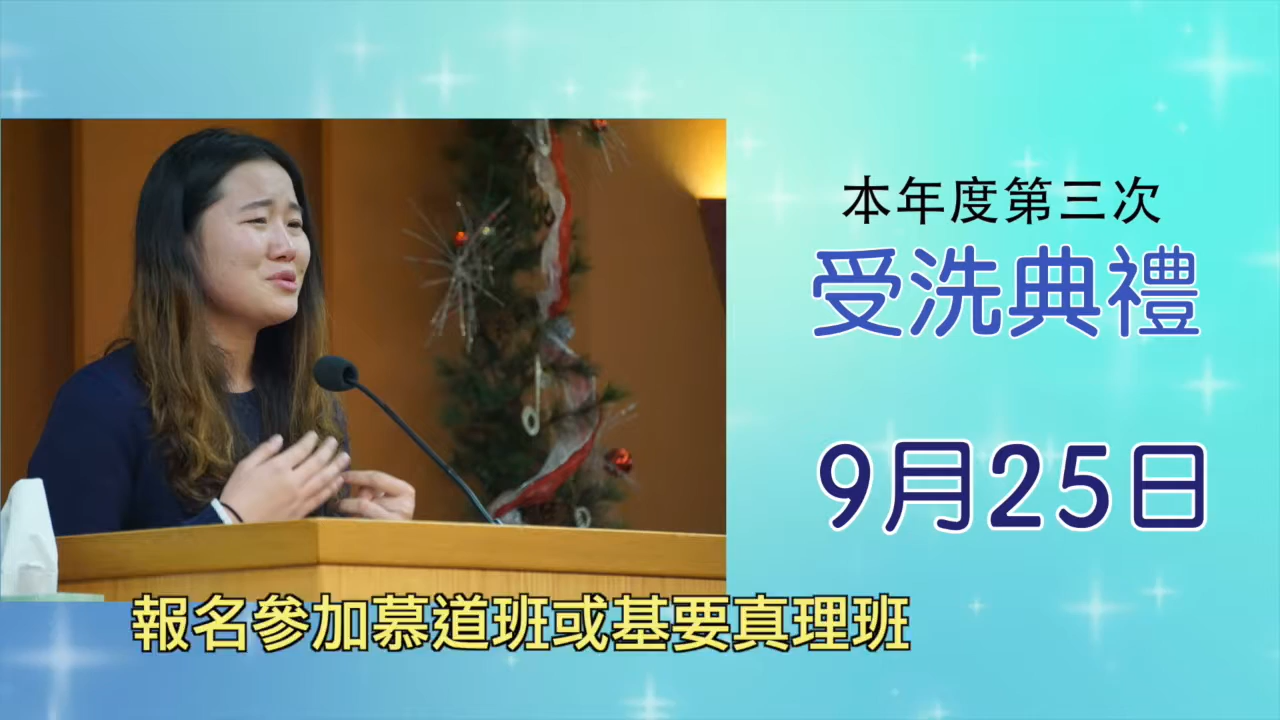 本年度第三次
受洗典禮
9月25日
報名參加慕道班或基要真理班